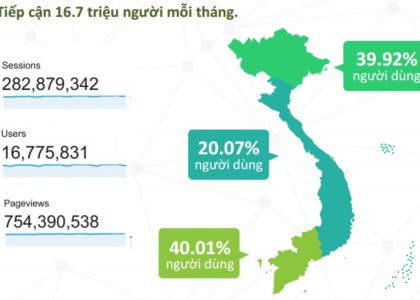 Tiếp cận 16.7 triệu người mỗi tháng.
Sessions
282,879,342
Users
16,775,831
Pageviews
754,390,538
39.92%
người dùng
20.07%
người dùng
40.01%
người dùng